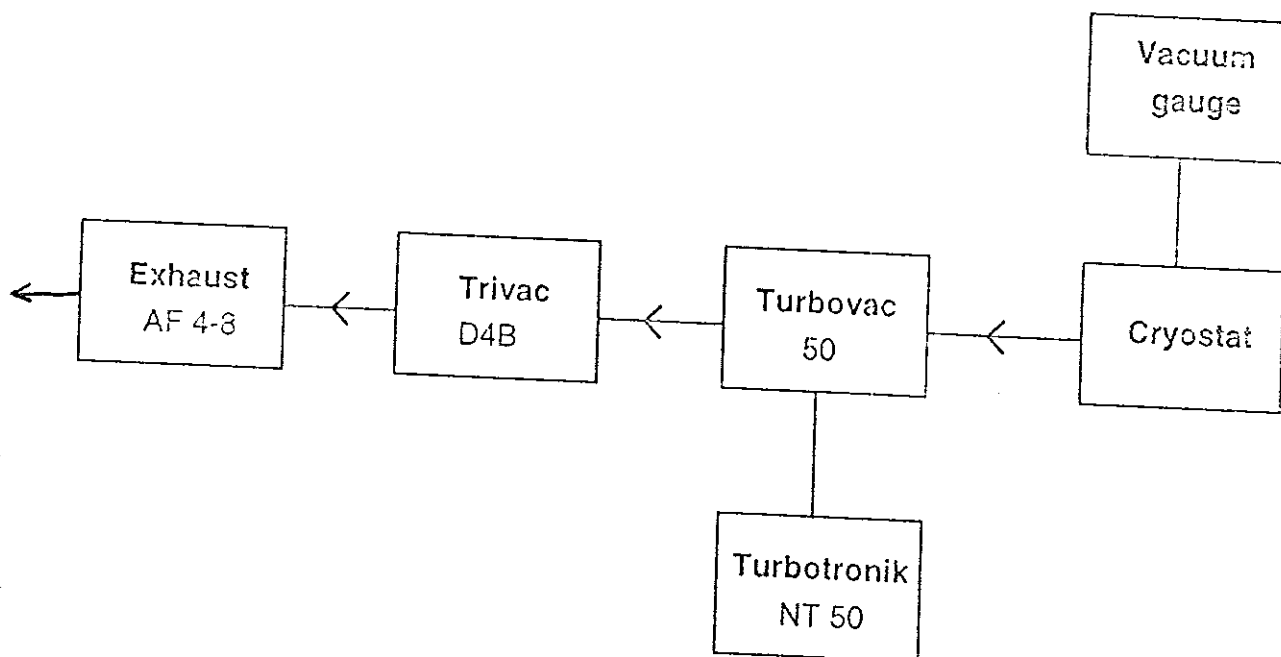 Vacuum
gauge
Exhaust
AF 4-8
Trivac
D4B
Turbovac
50
Cryostat
Turbotronik
NT 50